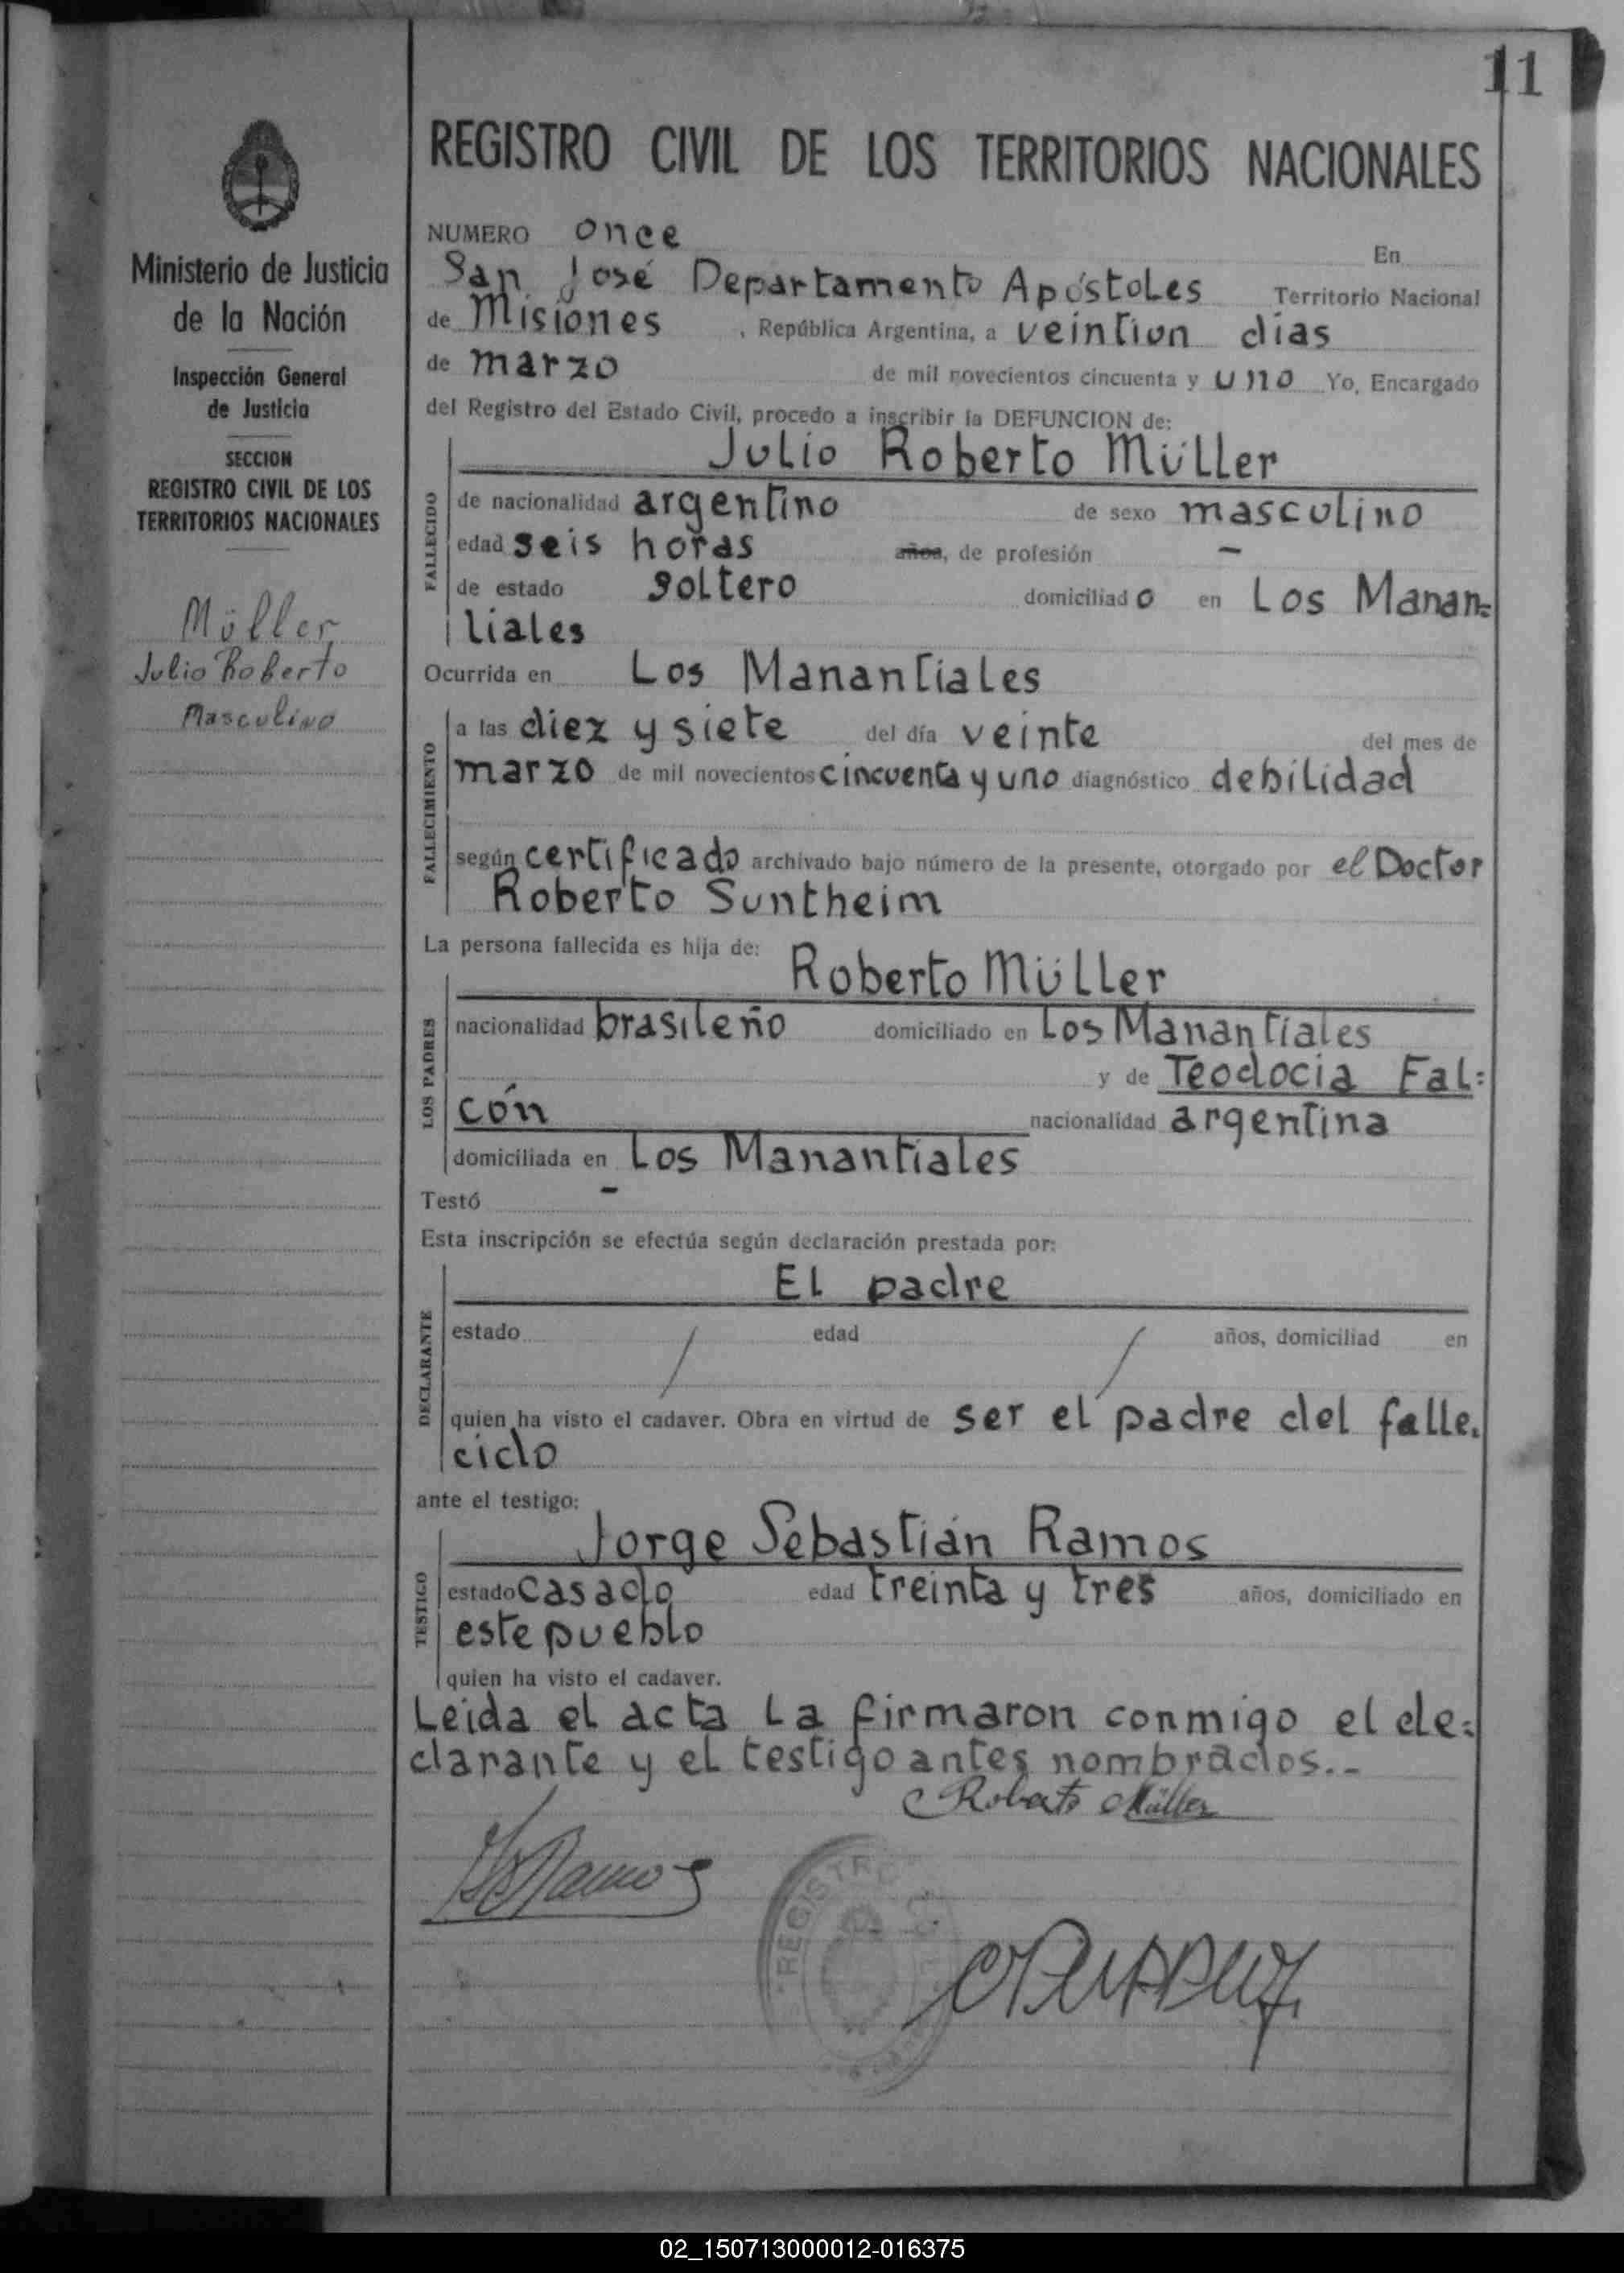 11
REGISTRO CIVIL DE LOS TERRITORIOS NACIONALES
Ministerio de Justicia
de la Nación
Inspección General
de Justicia
SECCION
REGISTRO CIVIL DE LOS
TERRITORIOS NACIONALES
Müller
Julio Roberto
Masculino
NUMERO once En
San José Departamento Apóstoles Territorio Nacional
de Misiones , República Argentina, a veintiun días
de marzo de mil novecientos cincuenta y uno Yo, Encargado
del Registro del Estado Civil, procedo a inscribir la DEFUNCION de:
Julio Roberto Müller
FALLECIDO
de nacionalidad argentino de sexo masculino
edad seis horas años, de profesión –
de estado soltero domiciliado en Los Manan=
tiales
Ocurrida en Los Manantiales
FALLECIMIENTO
a las diez y siete del día veinte del mes de
marzo de mil novecientos cincuenta y uno diagnóstico debilidad
según certificado archivado bajo número de la presente, otorgado por el Doctor
Roberto Suntheim
La persona fallecida es hija de:
Roberto Müller
LOS PADRES
nacionalidad brasileño domiciliado en Los Manantiales
y de Teodocia Fal=
cón nacionalidad argentina
domiciliada en Los Manantiales
Testó –
Esta inscripción se efectúa según declaración prestada por:
El padre
DECLARANTE
estado / edad / años, domiciliad en
quien ha visto el cadaver. Obra en virtud de ser el padre del falle.
cido
ante el testigo:
Jorge Sebastián Ramos
TESTIGO
estado casado edad treinta y tres años, domiciliado en
este pueblo
quien ha visto el cadaver.
Leída el acta la firmaron conmigo el de=
clarante y el testigo antes nombrados.-
Roberto Müller
Ramos
REGISTRO
02_150713000012-016375